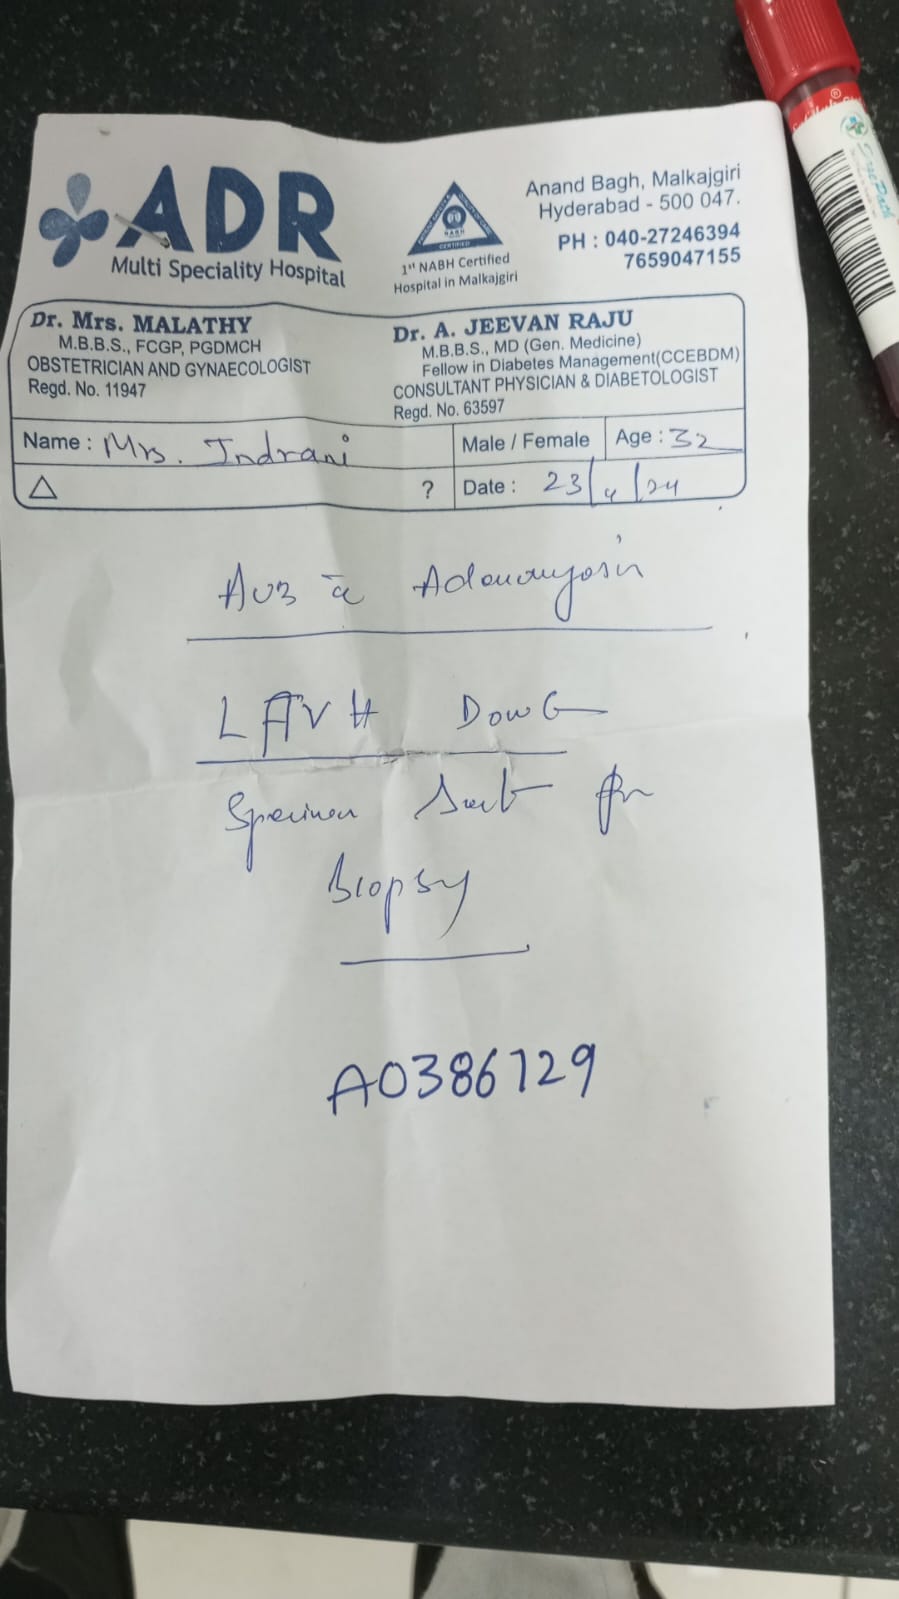 ADR
Multi Speciality Hospital
NABH
CERTIFIED
1st NABH Certified
Hospital in Malkajgiri
Anand Bagh, Malkajgiri
Hyderabad - 500 047.
PH : 040-27246394
7659047155
Dr. Mrs. MALATHY
M.B.B.S., FCGP, PGDMCH
OBSTETRICIAN AND GYNAECOLOGIST
Regd. No. 11947
Dr. A. JEEVAN RAJU
M.B.B.S., MD (Gen. Medicine)
Fellow in Diabetes Management(CCEBDM)
CONSULTANT PHYSICIAN & DIABETOLOGIST
Regd. No. 63597
Name : Mrs. Indrani
Male / Female
Age : 32
△ ?
Date : 23/4/24
AUB c̄ Adenomyosis
LAVH Done
Specimen Sent for
Biopsy
A0386129